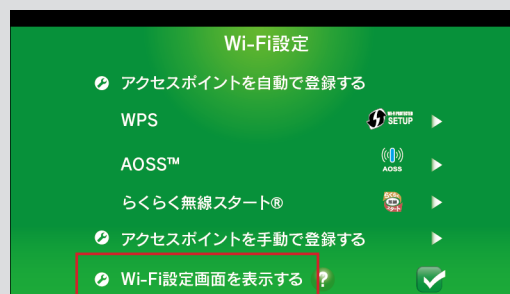 Wi-Fi設定
アクセスポイントを自動で登録する
WPS
SETUP
AOSS™
AOSS
らくらく無線スタート®
アクセスポイントを手動で登録する
Wi-Fi設定画面を表示する ?